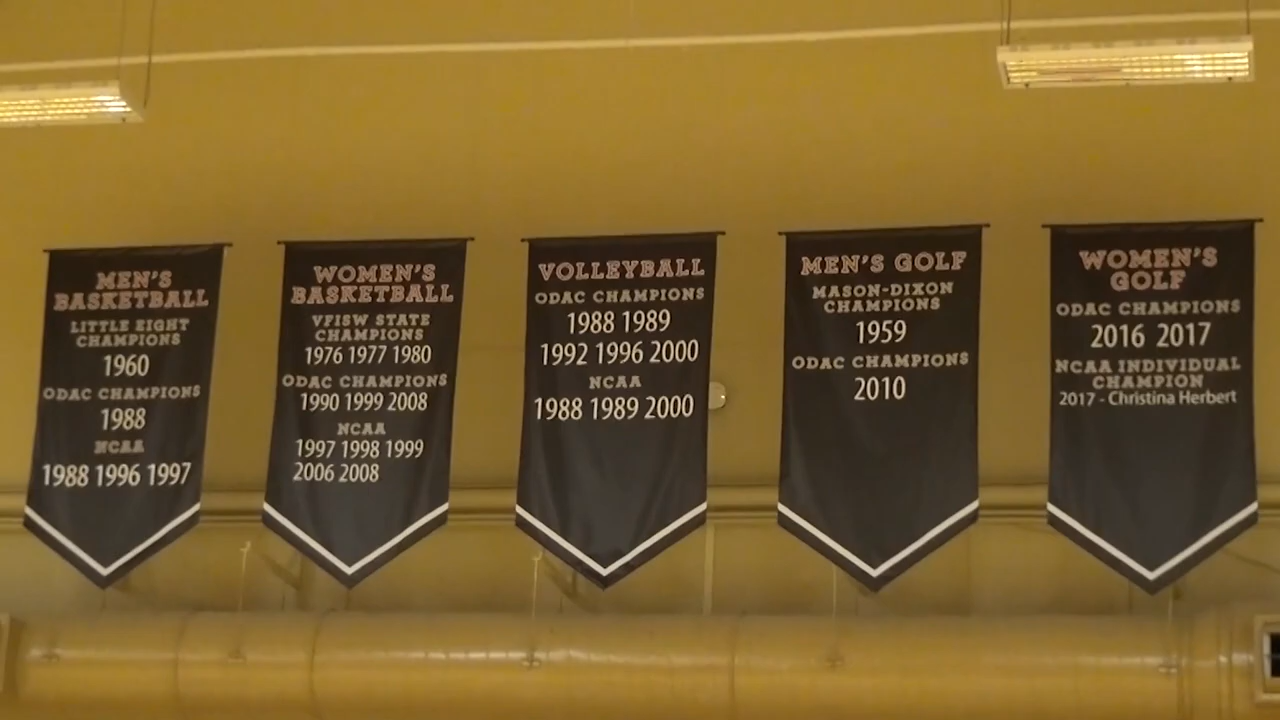 MEN'S
BASKETBALL
LITTLE EIGHT
CHAMPIONS
1960
ODAC CHAMPIONS
1988
NCAA
1988 1996 1997
WOMEN'S
BASKETBALL
VFISW STATE
CHAMPIONS
1976 1977 1980
ODAC CHAMPIONS
1990 1999 2008
NCAA
1997 1998 1999
2006 2008
VOLLEYBALL
ODAC CHAMPIONS
1988 1989
1992 1996 2000
NCAA
1988 1989 2000
MEN'S GOLF
MASON-DIXON
CHAMPIONS
1959
ODAC CHAMPIONS
2010
WOMEN'S
GOLF
ODAC CHAMPIONS
2016 2017
NCAA INDIVIDUAL
CHAMPION
2017 - Christina Herbert